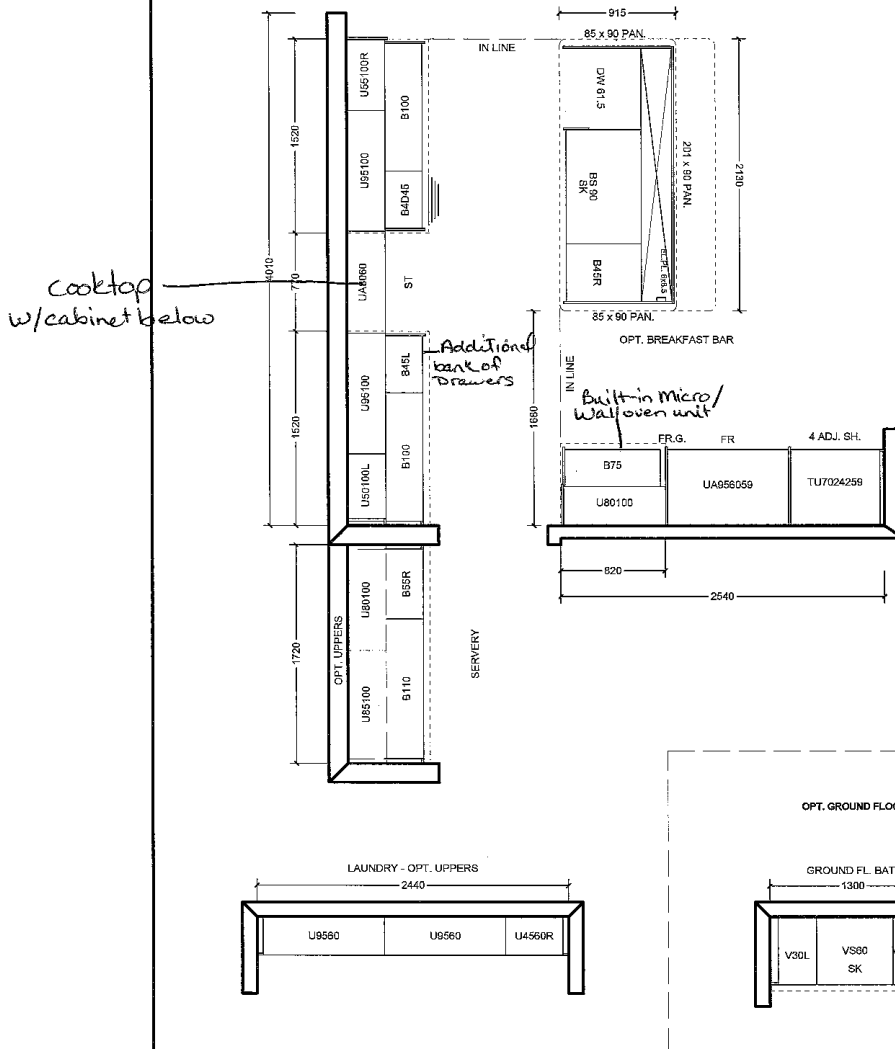 915
85 x 90 PAN.
IN LINE
U55100R
B100
DW 61.5
1520
201 x 90 PAN.
2130
U95100
BS 90
SK
B4D45
4010
UA8060
ST
B45R
cooktop
w/cabinet below
85 x 90 PAN.
OPT. BREAKFAST BAR
Additional
bank of
Drawers
B45L
U95100
IN LINE
1660
1520
Built-in Micro/
Wall oven unit
FR.G.
FR
4 ADJ. SH.
B75
UA956059
TU7024259
B100
U50100L
U80100
820
2540
U80100
B55R
OPT. UPPERS
1720
SERVERY
U85100
B110
OPT. GROUND FLO
LAUNDRY - OPT. UPPERS
2440
GROUND FL. BAT
1300
U9560
U9560
U4560R
V30L
VS60
SK